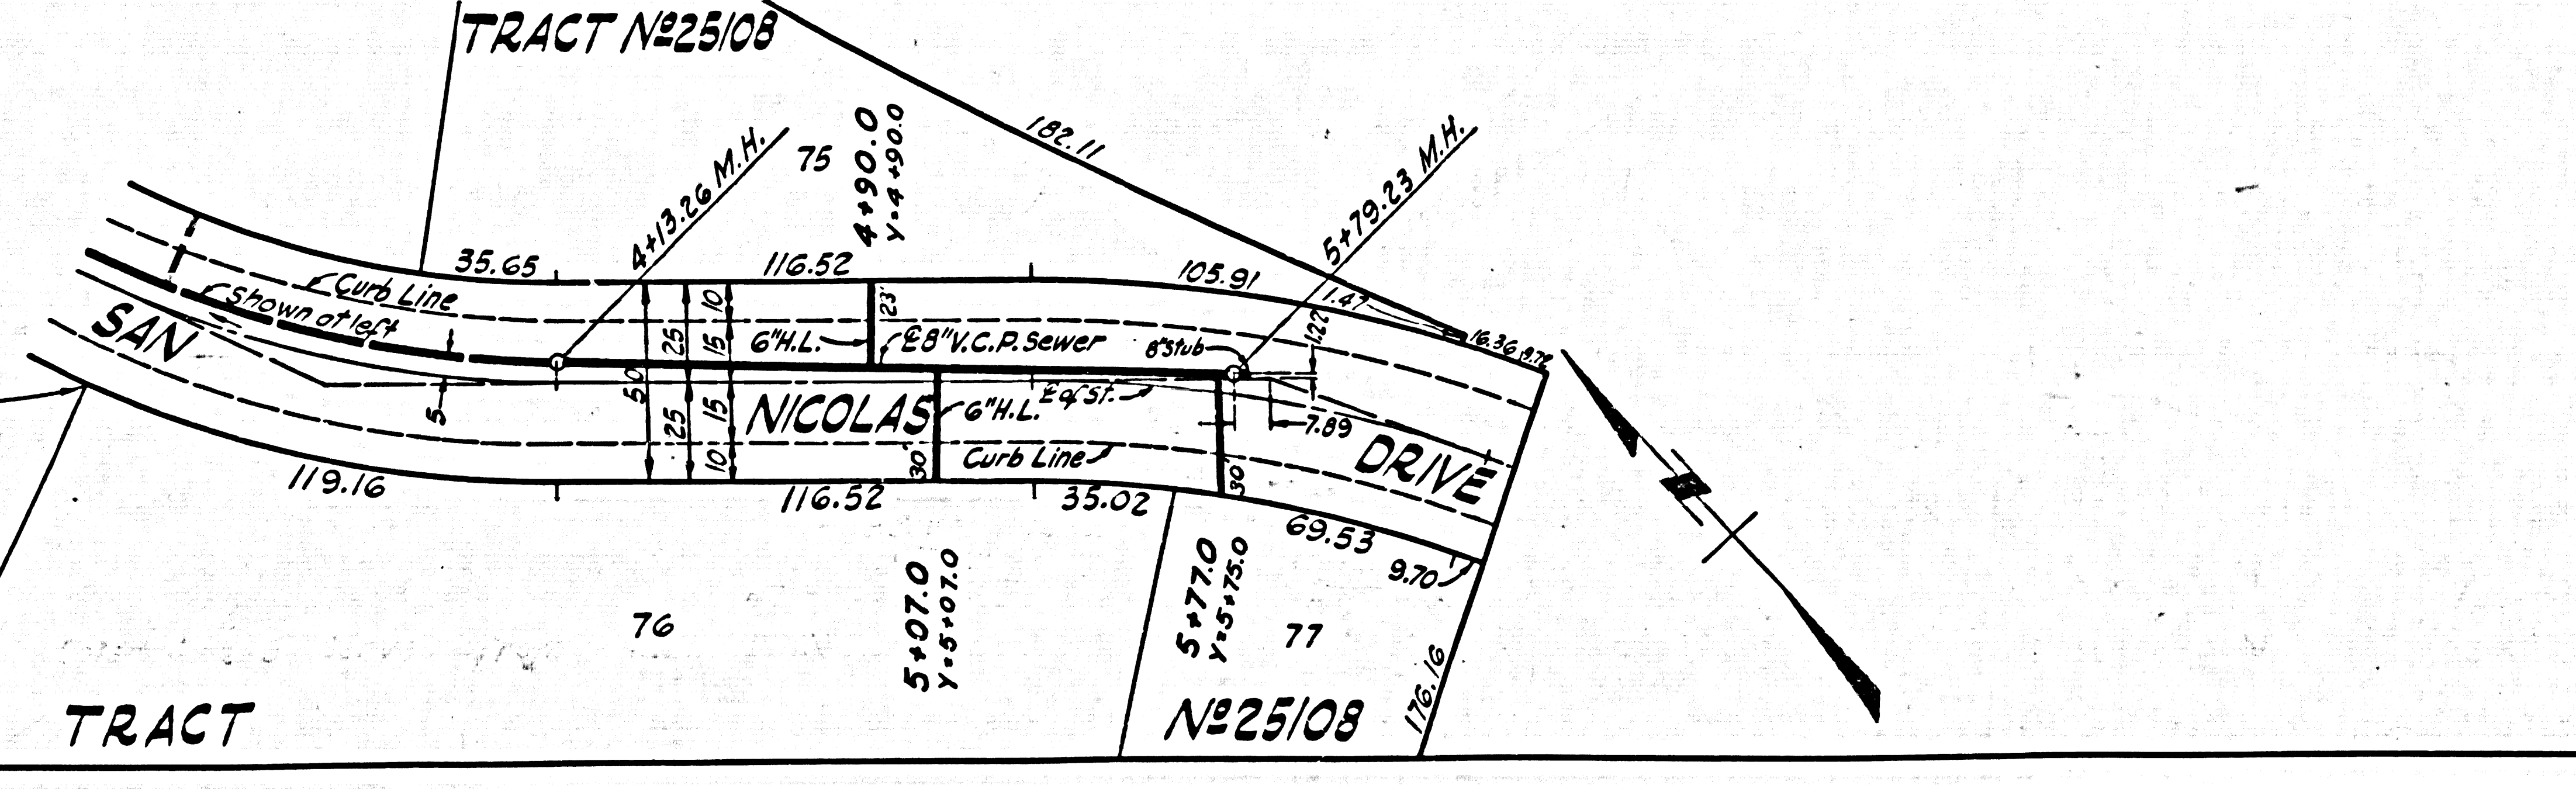 TRACT Nº25108
182.11
4+13.26 M.H.
75
4+90.0
Y=4+90.0
5+79.23 M.H.
35.65
116.52
105.91
1.47
16.36
9.72
Curb Line
Shown at left
SAN
50
25
25
10
15
15
10
23'
6"H.L.
℄ 8" V.C.P. Sewer
8" Stub
1.22
5
NICOLAS
6"H.L.
℄ of St.
7.89
DRIVE
30'
Curb Line
30'
119.16
116.52
35.02
69.53
9.70
5+07.0
Y=5+07.0
5+77.0
Y=5+75.0
76
77
176.16
TRACT
Nº25108